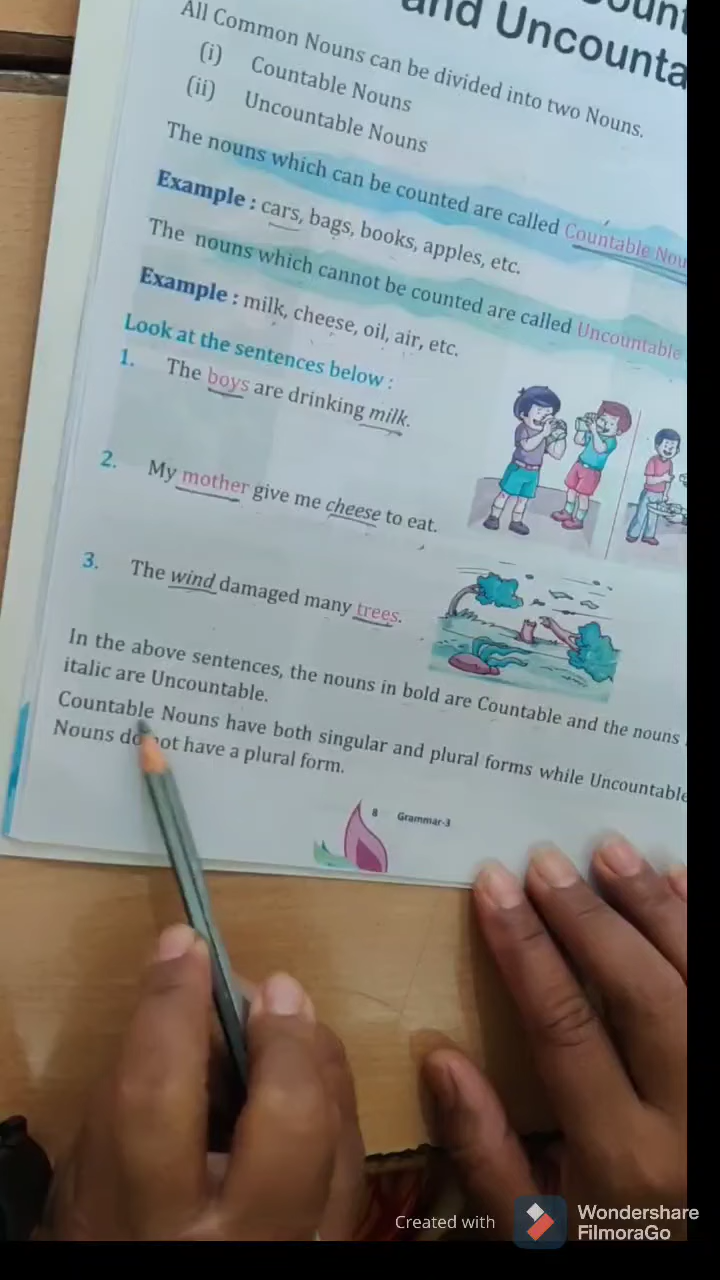 and Uncounta
All Common Nouns can be divided into two Nouns.
(i) Countable Nouns
(ii) Uncountable Nouns
The nouns which can be counted are called Countable Nou
Example : cars, bags, books, apples, etc.
The nouns which cannot be counted are called Uncountable
Example : milk, cheese, oil, air, etc.
Look at the sentences below :
1. The boys are drinking milk.
2. My mother give me cheese to eat.
3. The wind damaged many trees.
In the above sentences, the nouns in bold are Countable and the nouns
italic are Uncountable.
Countable Nouns have both singular and plural forms while Uncountable
Nouns do not have a plural form.
8 Grammar-3
Created with Wondershare
FilmoraGo